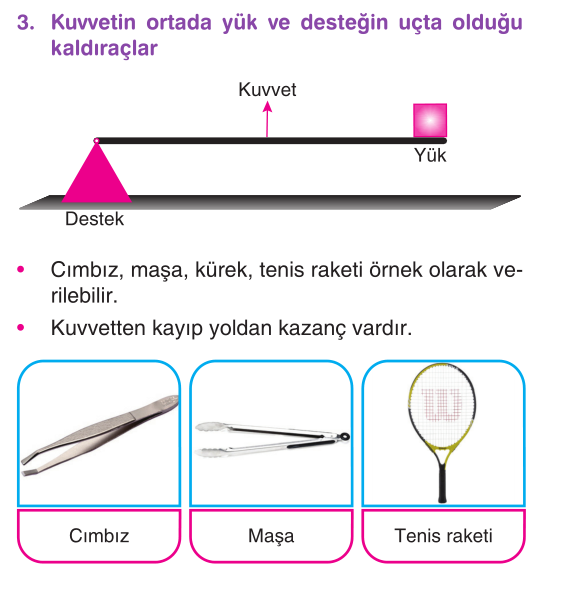 3. Kuvvetin ortada yük ve desteğin uçta olduğu
kaldıraçlar
Kuvvet
Yük
Destek
• Cımbız, maşa, kürek, tenis raketi örnek olarak ve-
rilebilir.
• Kuvvetten kayıp yoldan kazanç vardır.
W
Cımbız
Maşa
Tenis raketi